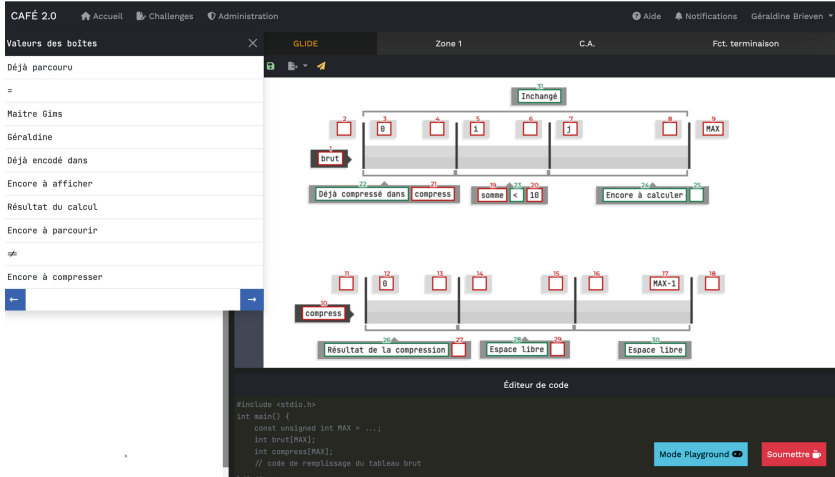 CAFÉ 2.0 Accueil Challenges Administration Aide Notifications Géraldine Brieven
Valeurs des boîtes
GLIDE Zone 1 C.A. Fct. terminaison
Déjà parcouru
=
Maitre Gims
Géraldine
Déjà encodé dans
Encore à afficher
Résultat du calcul
Encore à parcourir
≠
Encore à compresser
← →
31
Inchangé
2 3 4 5 6 7 8 9
0 i j MAX
1
brut
22 21 19 23 20 24 25
Déjà compressé dans compress somme < 10 Encore à calculer
11 12 13 14 15 16 17 18
0 MAX-1
10
compress
26 27 28 29 30
Résultat de la compression Espace libre Espace libre
Éditeur de code
#include <stdio.h>
int main() {
const unsigned int MAX = ...;
int brut[MAX];
int compress[MAX];
// code de remplissage du tableau brut
Mode Playground Soumettre